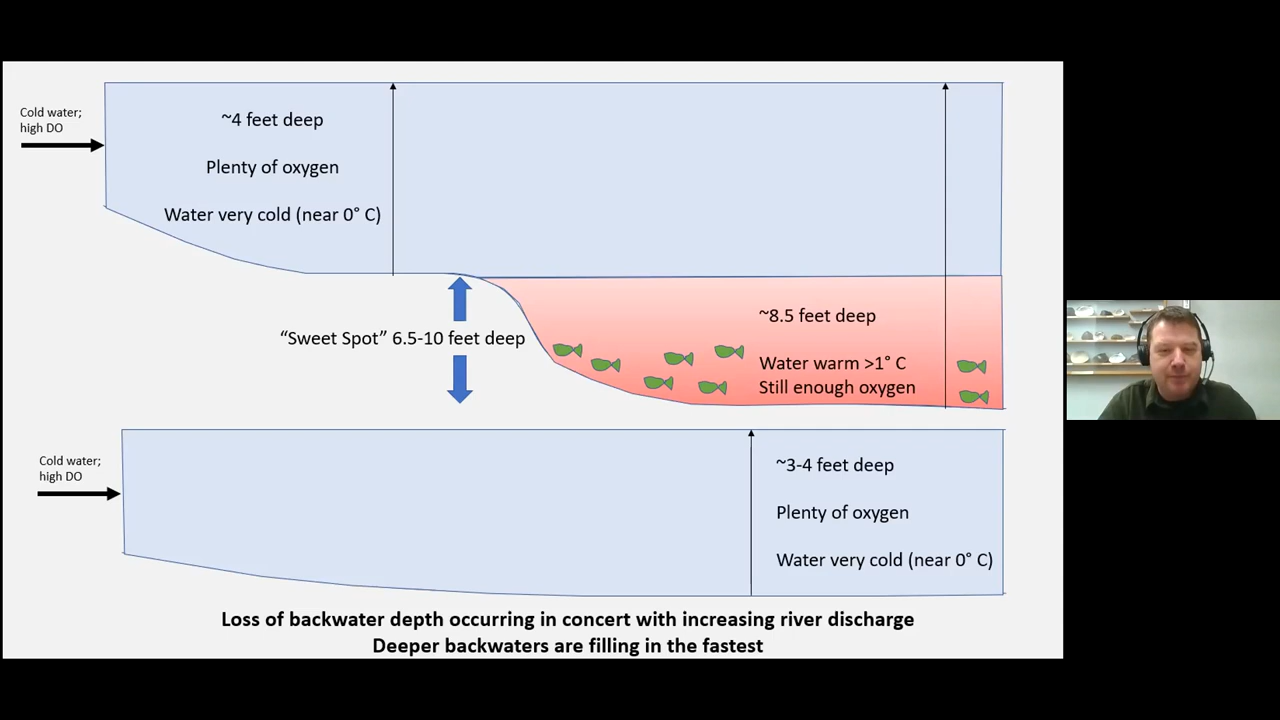 Cold water;
high DO
~4 feet deep
Plenty of oxygen
Water very cold (near 0° C)
“Sweet Spot” 6.5-10 feet deep
~8.5 feet deep
Water warm >1° C
Still enough oxygen
Cold water;
high DO
~3-4 feet deep
Plenty of oxygen
Water very cold (near 0° C)
Loss of backwater depth occurring in concert with increasing river discharge
Deeper backwaters are filling in the fastest